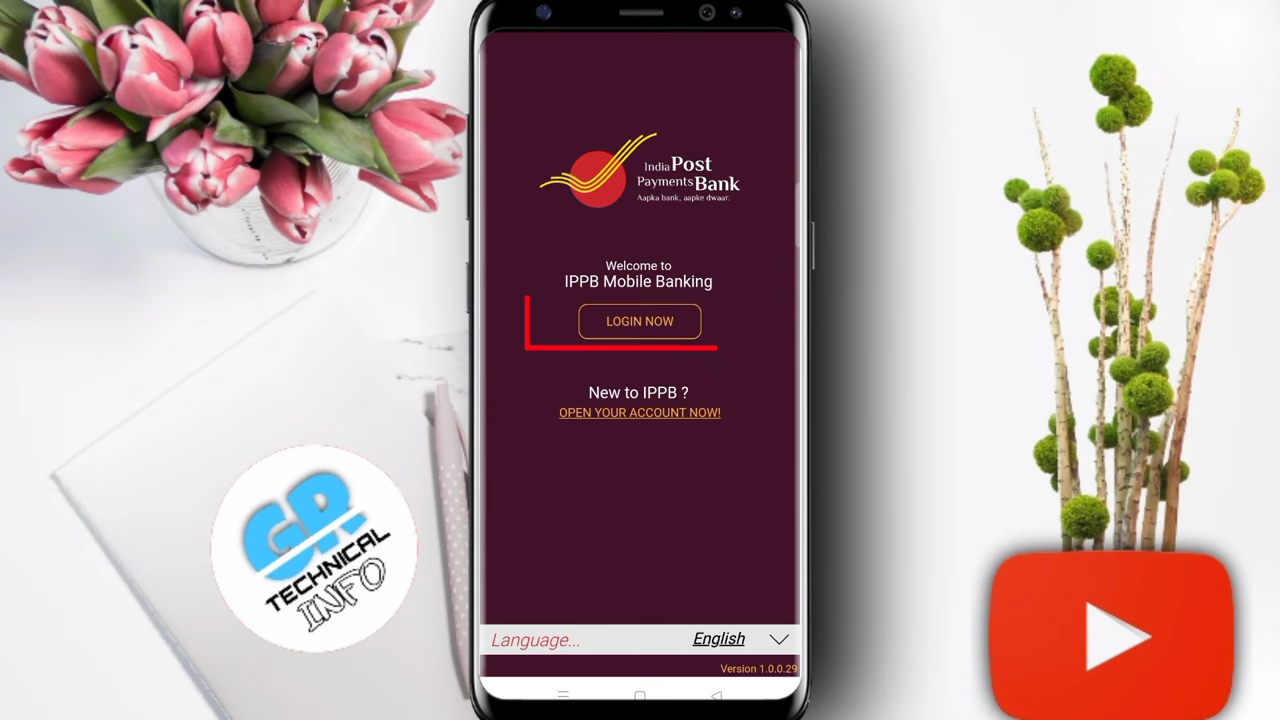 India Post
Payments Bank
Aapka bank, aapke dwaar.
Welcome to
IPPB Mobile Banking
LOGIN NOW
New to IPPB ?
OPEN YOUR ACCOUNT NOW!
GR
TECHNICAL
INFO
Language...
English
Version 1.0.0.29